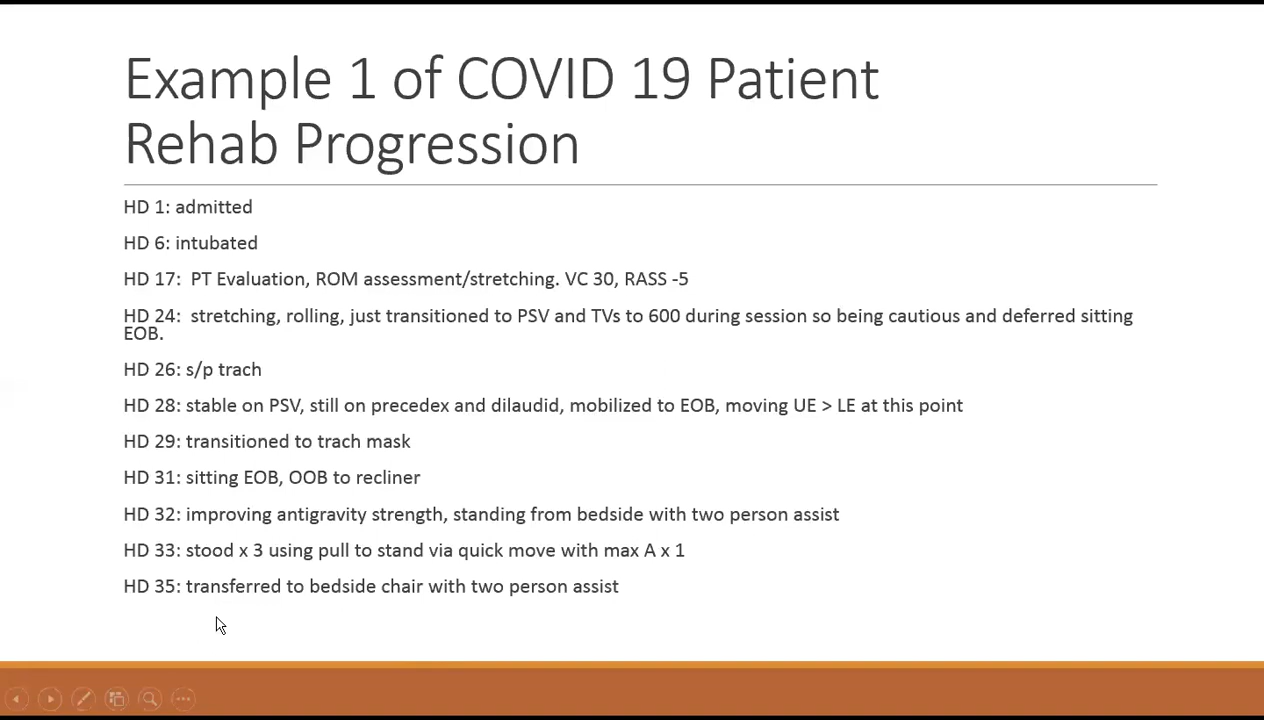 Example 1 of COVID 19 Patient
Rehab Progression
HD 1: admitted
HD 6: intubated
HD 17:  PT Evaluation, ROM assessment/stretching. VC 30, RASS -5
HD 24:  stretching, rolling, just transitioned to PSV and TVs to 600 during session so being cautious and deferred sitting
EOB.
HD 26: s/p trach
HD 28: stable on PSV, still on precedex and dilaudid, mobilized to EOB, moving UE > LE at this point
HD 29: transitioned to trach mask
HD 31: sitting EOB, OOB to recliner
HD 32: improving antigravity strength, standing from bedside with two person assist
HD 33: stood x 3 using pull to stand via quick move with max A x 1
HD 35: transferred to bedside chair with two person assist